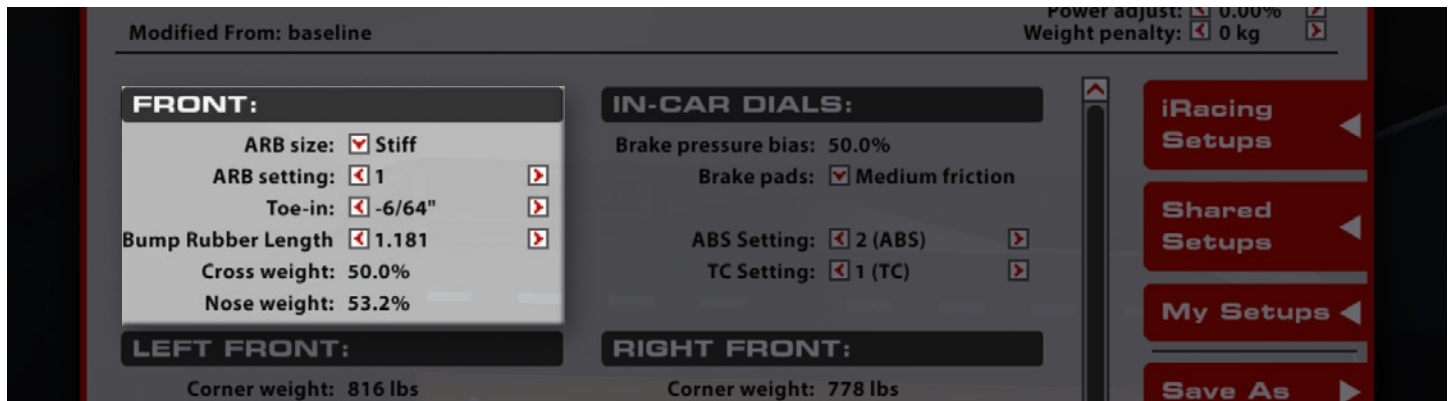 Power adjust: 0.00%
Modified From: baseline
Weight penalty: 0 kg
FRONT:
ARB size: Stiff
ARB setting: 1
Toe-in: -6/64"
Bump Rubber Length 1.181
Cross weight: 50.0%
Nose weight: 53.2%
IN-CAR DIALS:
Brake pressure bias: 50.0%
Brake pads: Medium friction
ABS Setting: 2 (ABS)
TC Setting: 1 (TC)
LEFT FRONT:
Corner weight: 816 lbs
RIGHT FRONT:
Corner weight: 778 lbs
iRacing
Setups
Shared
Setups
My Setups
Save As